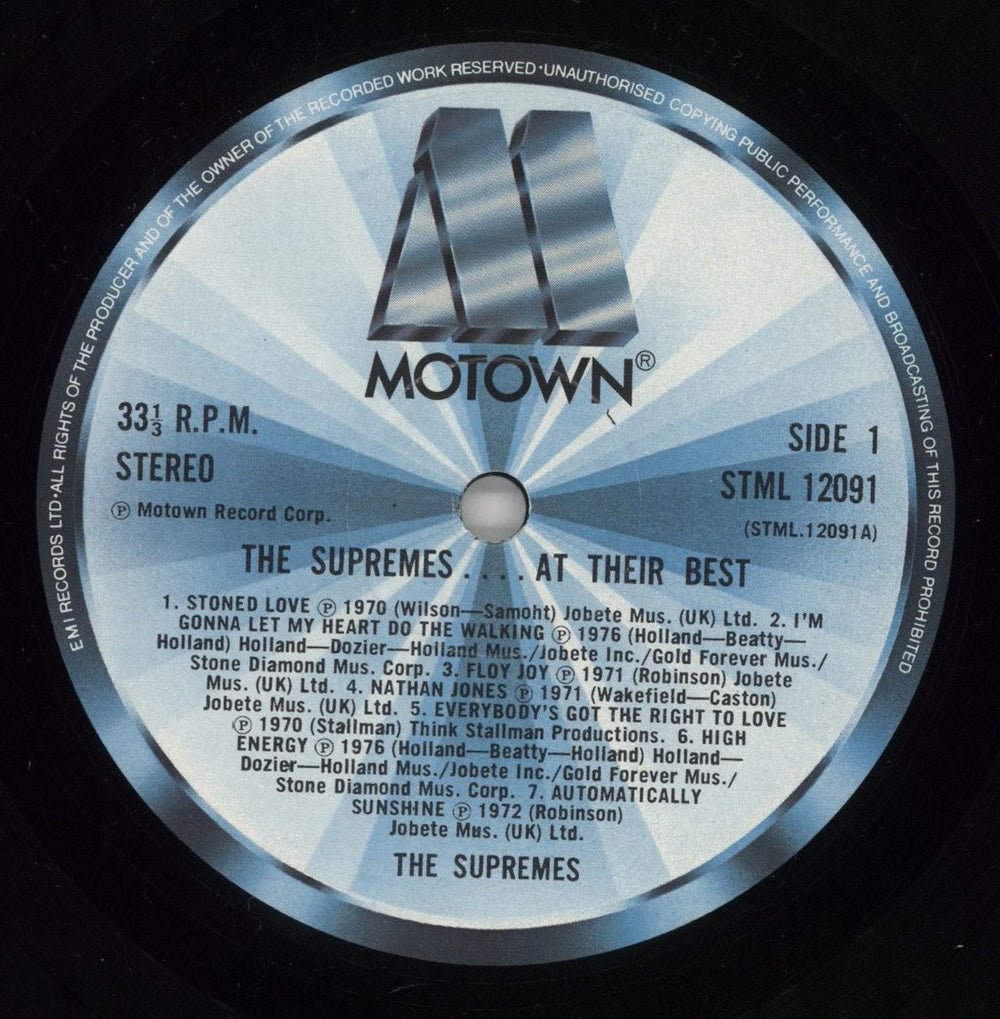 EMI RECORDS LTD·ALL RIGHTS OF THE PRODUCER AND OF THE OWNER OF THE RECORDED WORK RESERVED·UNAUTHORISED COPYING PUBLIC PERFORMANCE AND BROADCASTING OF THIS RECORD PROHIBITED
MOTOWN®
33⅓ R.P.M.
STEREO
℗ Motown Record Corp.
SIDE 1
STML 12091
(STML.12091A)
THE SUPREMES....AT THEIR BEST
1. STONED LOVE ℗ 1970 (Wilson—Samoht) Jobete Mus. (UK) Ltd. 2. I'M
GONNA LET MY HEART DO THE WALKING ℗ 1976 (Holland—Beatty—
Holland) Holland—Dozier—Holland Mus./Jobete Inc./Gold Forever Mus./
Stone Diamond Mus. Corp. 3. FLOY JOY ℗ 1971 (Robinson) Jobete
Mus. (UK) Ltd. 4. NATHAN JONES ℗ 1971 (Wakefield—Caston)
Jobete Mus. (UK) Ltd. 5. EVERYBODY'S GOT THE RIGHT TO LOVE
℗ 1970 (Stallman) Think Stallman Productions. 6. HIGH
ENERGY ℗ 1976 (Holland—Beatty—Holland) Holland—
Dozier—Holland Mus./Jobete Inc./Gold Forever Mus./
Stone Diamond Mus. Corp. 7. AUTOMATICALLY
SUNSHINE ℗ 1972 (Robinson)
Jobete Mus. (UK) Ltd.
THE SUPREMES